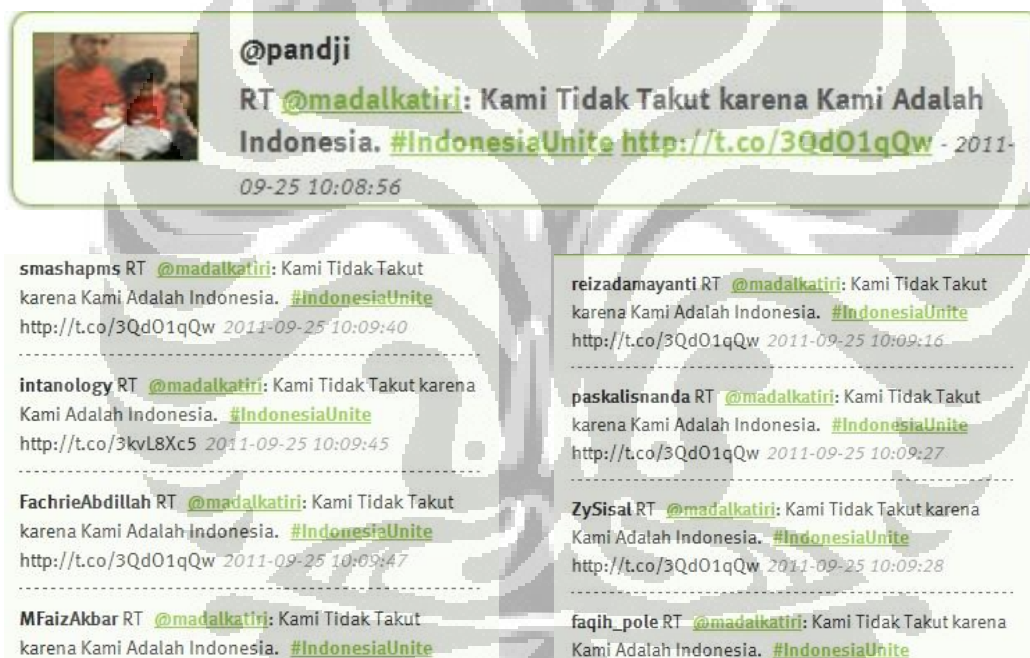 @pandji
RT @madalkatiri: Kami Tidak Takut karena Kami Adalah
Indonesia. #IndonesiaUnite http://t.co/3QdO1qQw - 2011-
09-25 10:08:56
smashapms RT @madalkatiri: Kami Tidak Takut
karena Kami Adalah Indonesia. #IndonesiaUnite
http://t.co/3QdO1qQw 2011-09-25 10:09:40
intanology RT @madalkatiri: Kami Tidak Takut karena
Kami Adalah Indonesia. #IndonesiaUnite
http://t.co/3kvL8Xc5 2011-09-25 10:09:45
FachrieAbdillah RT @madalkatiri: Kami Tidak Takut
karena Kami Adalah Indonesia. #IndonesiaUnite
http://t.co/3QdO1qQw 2011-09-25 10:09:47
MFaizAkbar RT @madalkatiri: Kami Tidak Takut
karena Kami Adalah Indonesia. #IndonesiaUnite
reizadamayanti RT @madalkatiri: Kami Tidak Takut
karena Kami Adalah Indonesia. #IndonesiaUnite
http://t.co/3QdO1qQw 2011-09-25 10:09:16
paskalisnanda RT @madalkatiri: Kami Tidak Takut
karena Kami Adalah Indonesia. #IndonesiaUnite
http://t.co/3QdO1qQw 2011-09-25 10:09:27
ZySisal RT @madalkatiri: Kami Tidak Takut karena
Kami Adalah Indonesia. #IndonesiaUnite
http://t.co/3QdO1qQw 2011-09-25 10:09:28
faqih_pole RT @madalkatiri: Kami Tidak Takut karena
Kami Adalah Indonesia. #IndonesiaUnite